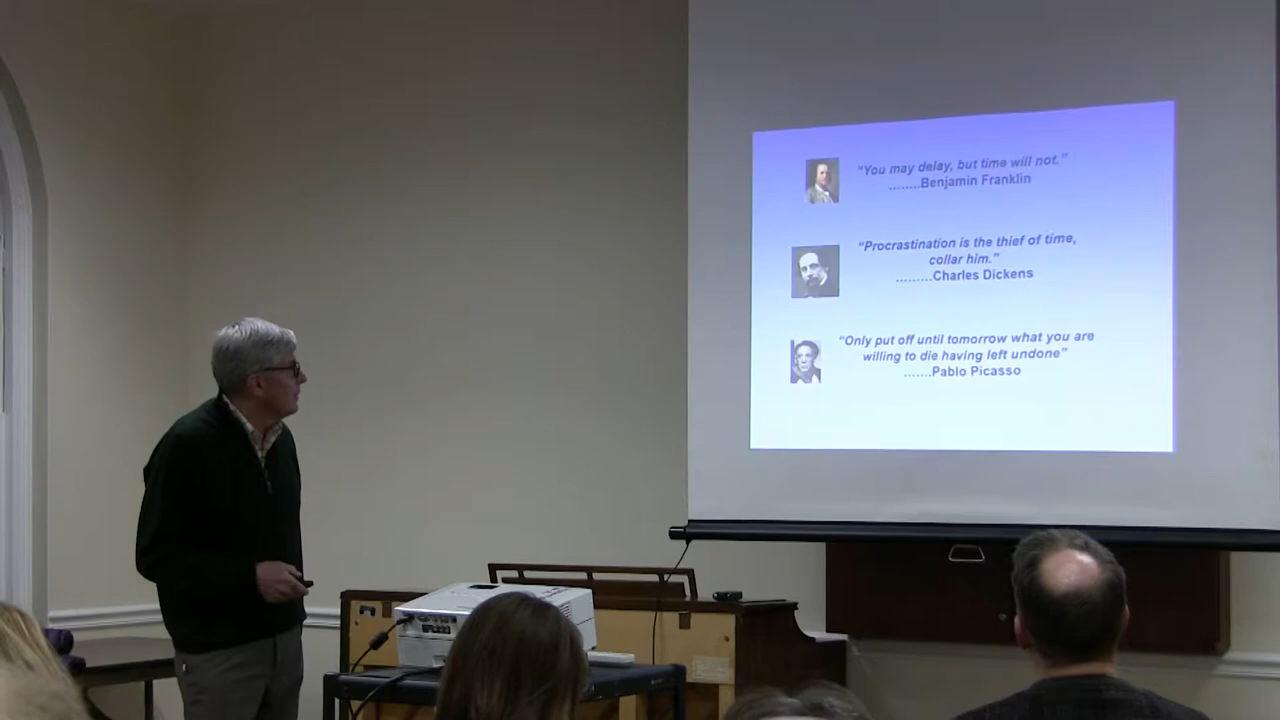 “You may delay, but time will not.”
........Benjamin Franklin
“Procrastination is the thief of time,
collar him.”
.........Charles Dickens
“Only put off until tomorrow what you are
willing to die having left undone”
.......Pablo Picasso